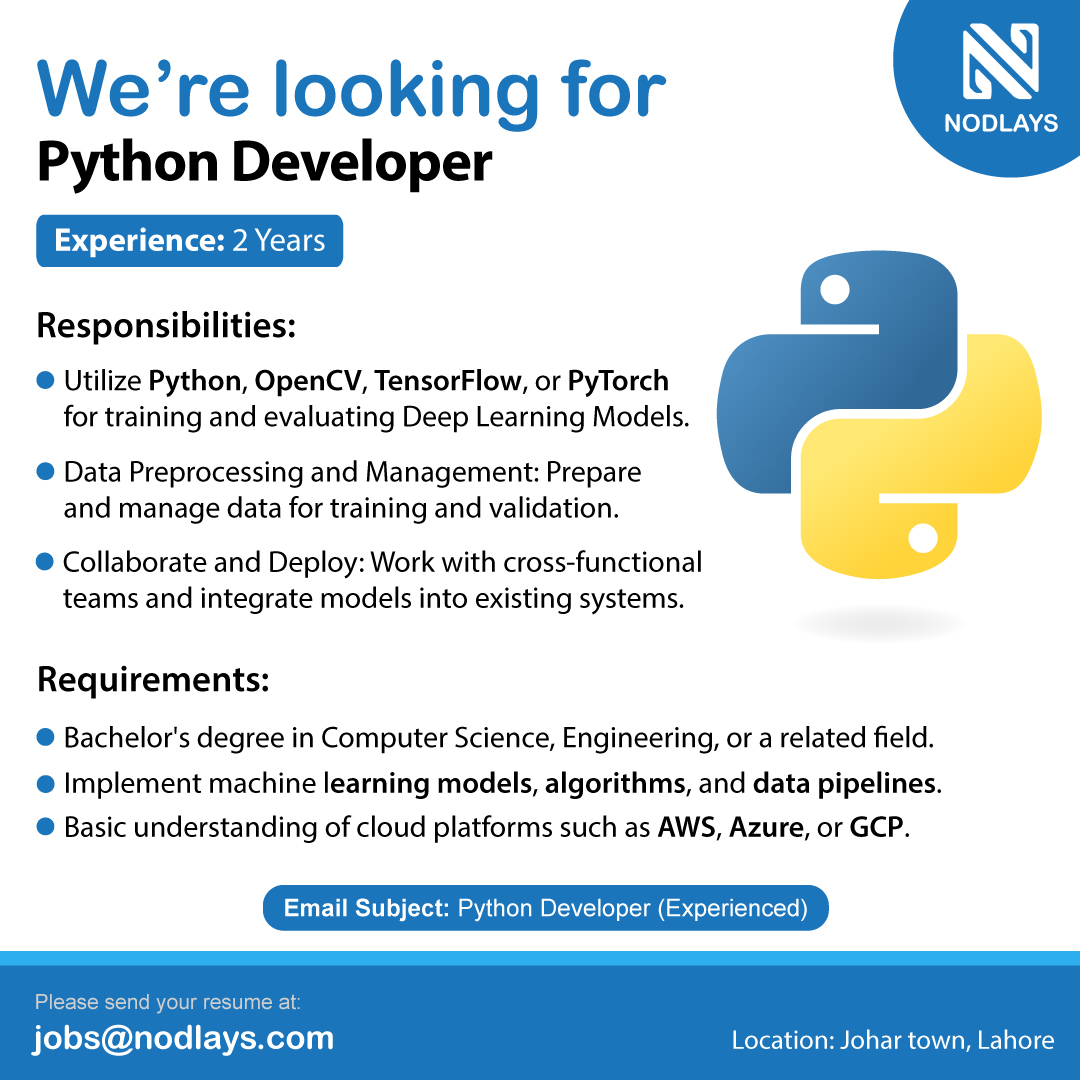 We’re looking for
Python Developer
NODLAYS
Experience: 2 Years
Responsibilities:
Utilize Python, OpenCV, TensorFlow, or PyTorch
for training and evaluating Deep Learning Models.
Data Preprocessing and Management: Prepare
and manage data for training and validation.
Collaborate and Deploy: Work with cross-functional
teams and integrate models into existing systems.
Requirements:
Bachelor's degree in Computer Science, Engineering, or a related field.
Implement machine learning models, algorithms, and data pipelines.
Basic understanding of cloud platforms such as AWS, Azure, or GCP.
Email Subject: Python Developer (Experienced)
Please send your resume at:
jobs@nodlays.com
Location: Johar town, Lahore